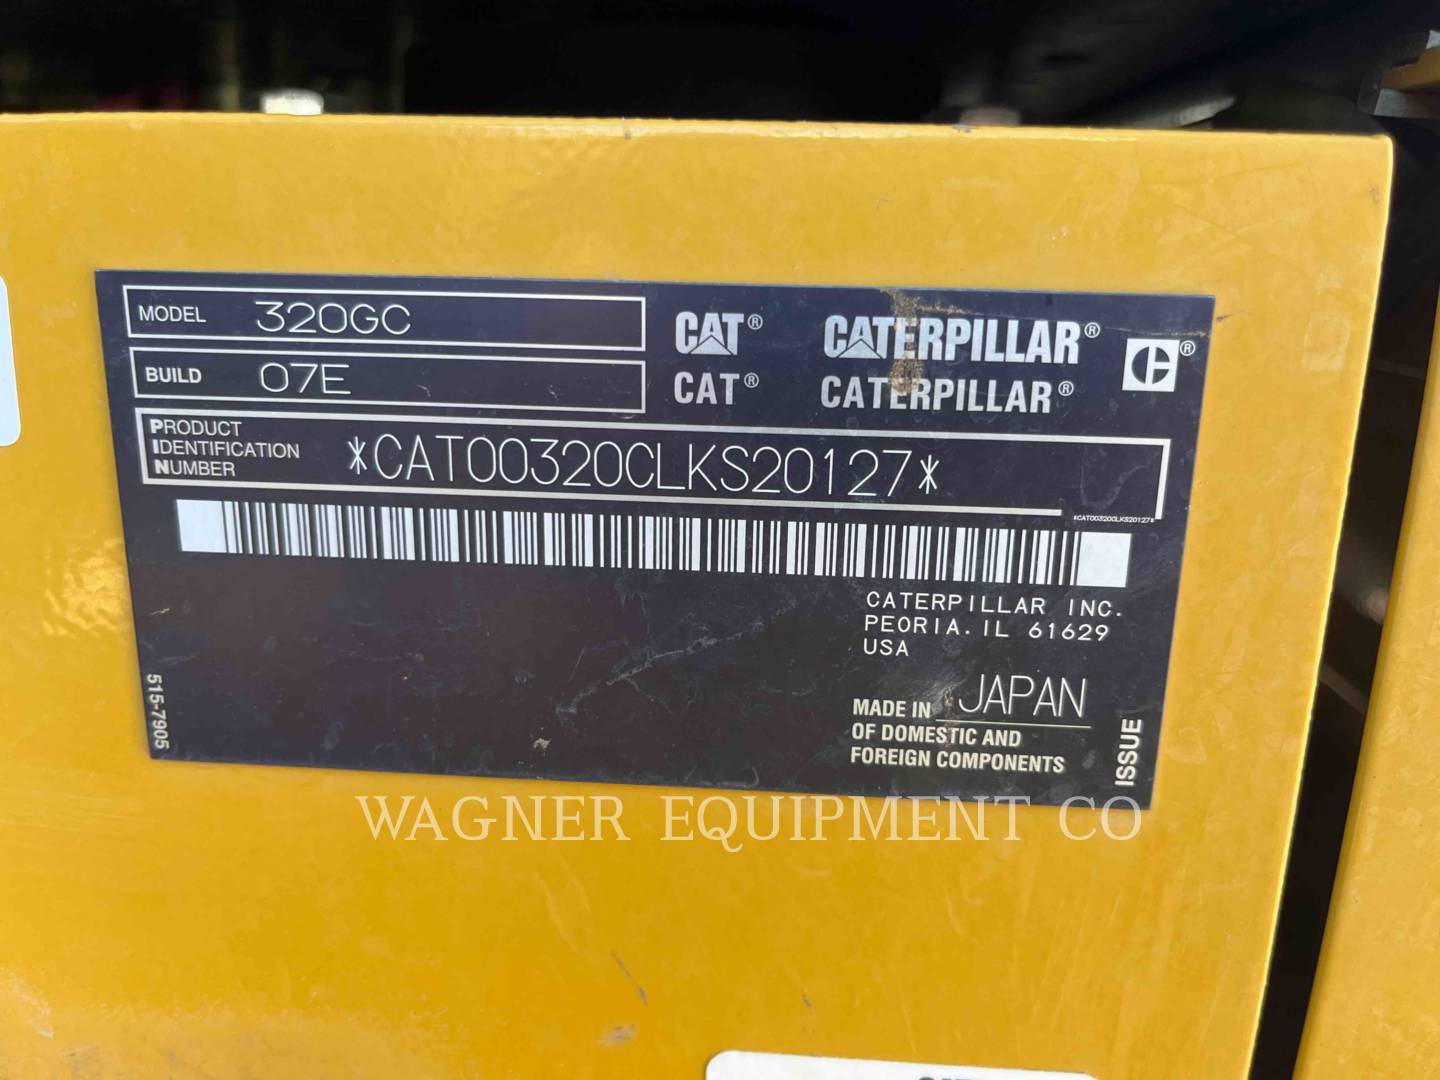 MODEL 320GC
BUILD 07E
CAT® CATERPILLAR® ®
CAT® CATERPILLAR®
PRODUCT
IDENTIFICATION
NUMBER
*CAT00320CLKS20127*
*CAT00320CLKS20127*
CATERPILLAR INC.
PEORIA. IL 61629
USA
MADE IN JAPAN
OF DOMESTIC AND
FOREIGN COMPONENTS
515-7905
ISSUE
WAGNER EQUIPMENT CO